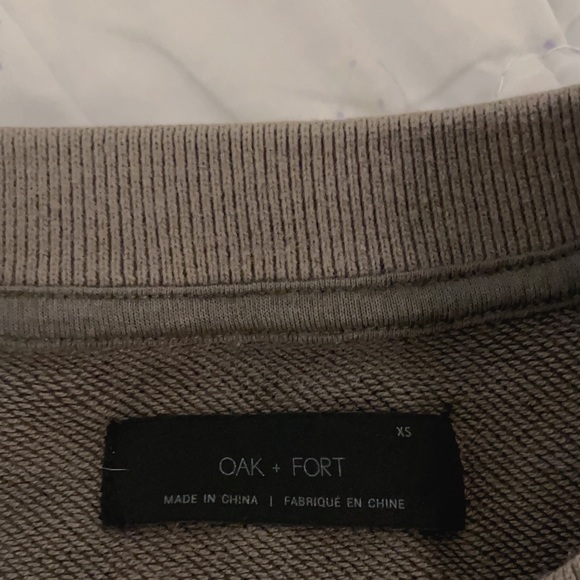 XS
OAK + FORT
MADE IN CHINA | FABRIQUÉ EN CHINE